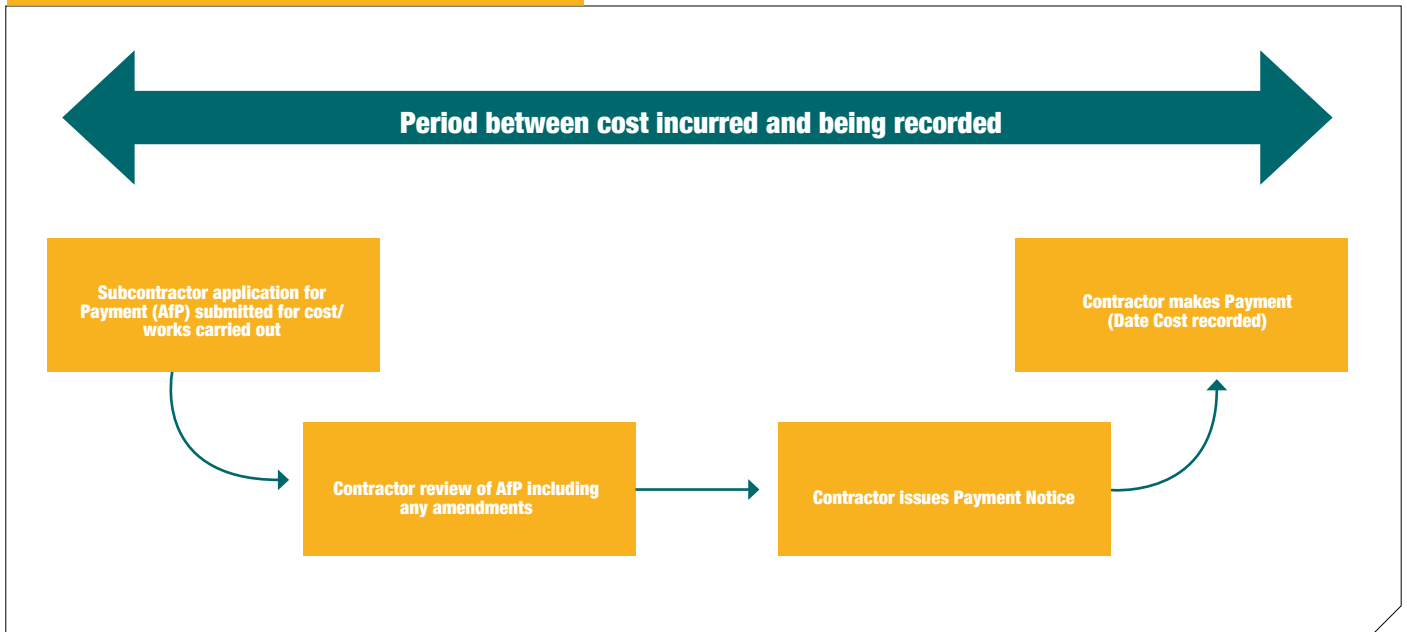 Period between cost incurred and being recorded
Subcontractor application for
Payment (AfP) submitted for cost/
works carried out
Contractor review of AfP including
any amendments
Contractor issues Payment Notice
Contractor makes Payment
(Date Cost recorded)